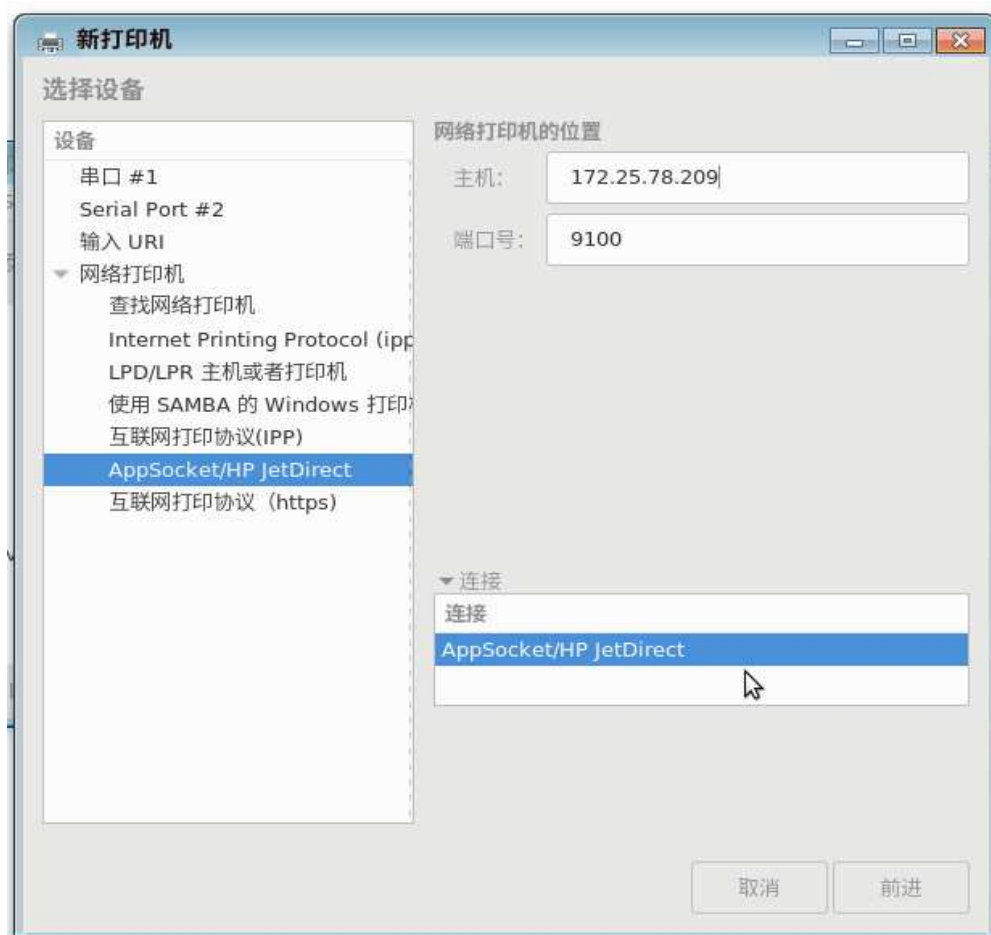 新打印机
选择设备
设备
串口 #1
Serial Port #2
输入 URI
网络打印机
查找网络打印机
Internet Printing Protocol (ipp
LPD/LPR 主机或者打印机
使用 SAMBA 的 Windows 打印
互联网打印协议(IPP)
AppSocket/HP JetDirect
互联网打印协议（https)
网络打印机的位置
主机:
172.25.78.209
端口号:
9100
连接
连接
AppSocket/HP JetDirect
取消
前进